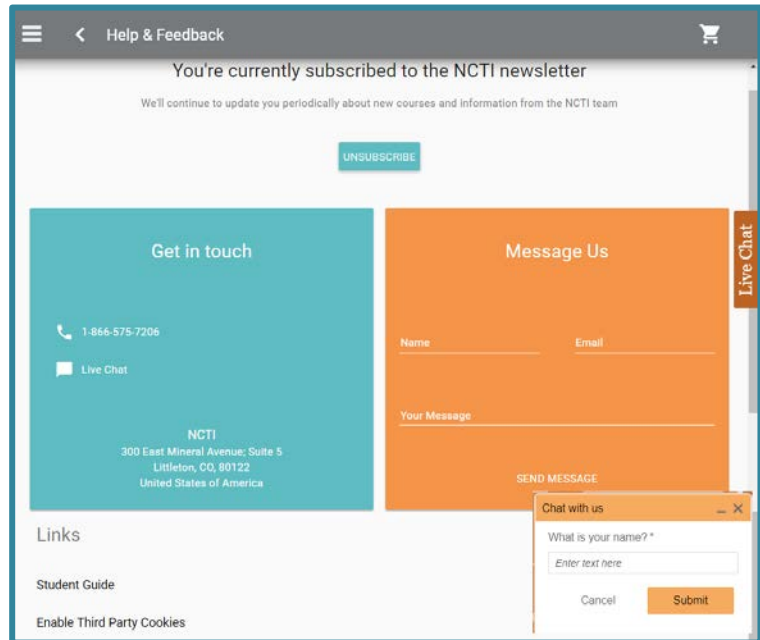 Help & Feedback
You're currently subscribed to the NCTI newsletter
We'll continue to update you periodically about new courses and information from the NCTI team
UNSUBSCRIBE
Get in touch
1-866-575-7206
Live Chat
NCTI
300 East Mineral Avenue; Suite 5
Littleton, CO, 80122
United States of America
Message Us
Name
Email
Your Message
SEND MESSAGE
Live Chat
Links
Student Guide
Enable Third Party Cookies
Chat with us
What is your name? *
Enter text here
Cancel
Submit